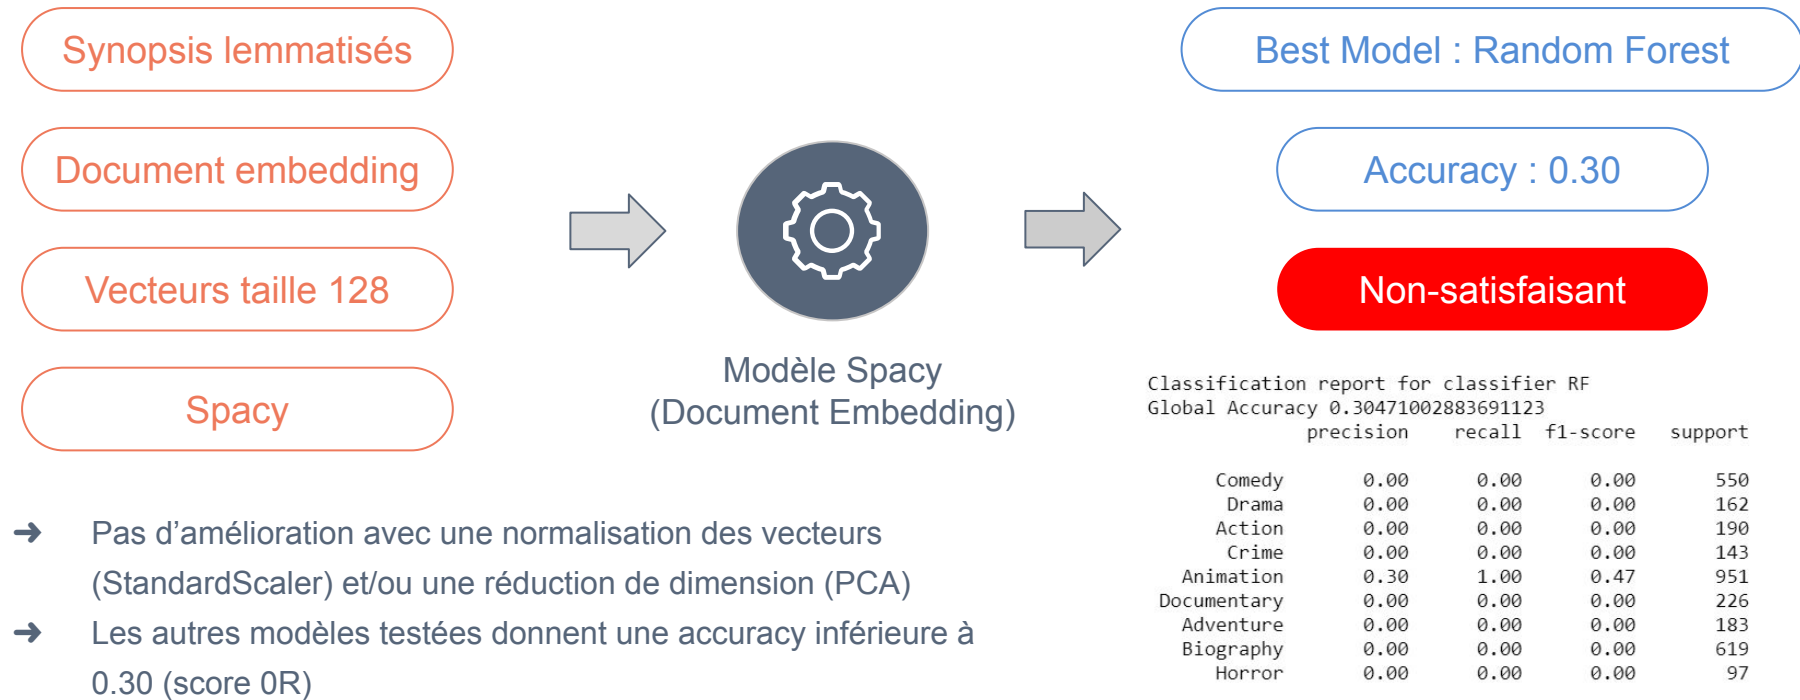 Synopsis lemmatisés
Document embedding
Vecteurs taille 128
Spacy
Modèle Spacy
(Document Embedding)
Best Model : Random Forest
Accuracy : 0.30
Non-satisfaisant
➜ Pas d’amélioration avec une normalisation des vecteurs
(StandardScaler) et/ou une réduction de dimension (PCA)
➜ Les autres modèles testées donnent une accuracy inférieure à
0.30 (score 0R)
Classification report for classifier RF
Global Accuracy 0.30471002883691123
precision recall f1-score support
Comedy 0.00 0.00 0.00 550
Drama 0.00 0.00 0.00 162
Action 0.00 0.00 0.00 190
Crime 0.00 0.00 0.00 143
Animation 0.30 1.00 0.47 951
Documentary 0.00 0.00 0.00 226
Adventure 0.00 0.00 0.00 183
Biography 0.00 0.00 0.00 619
Horror 0.00 0.00 0.00 97